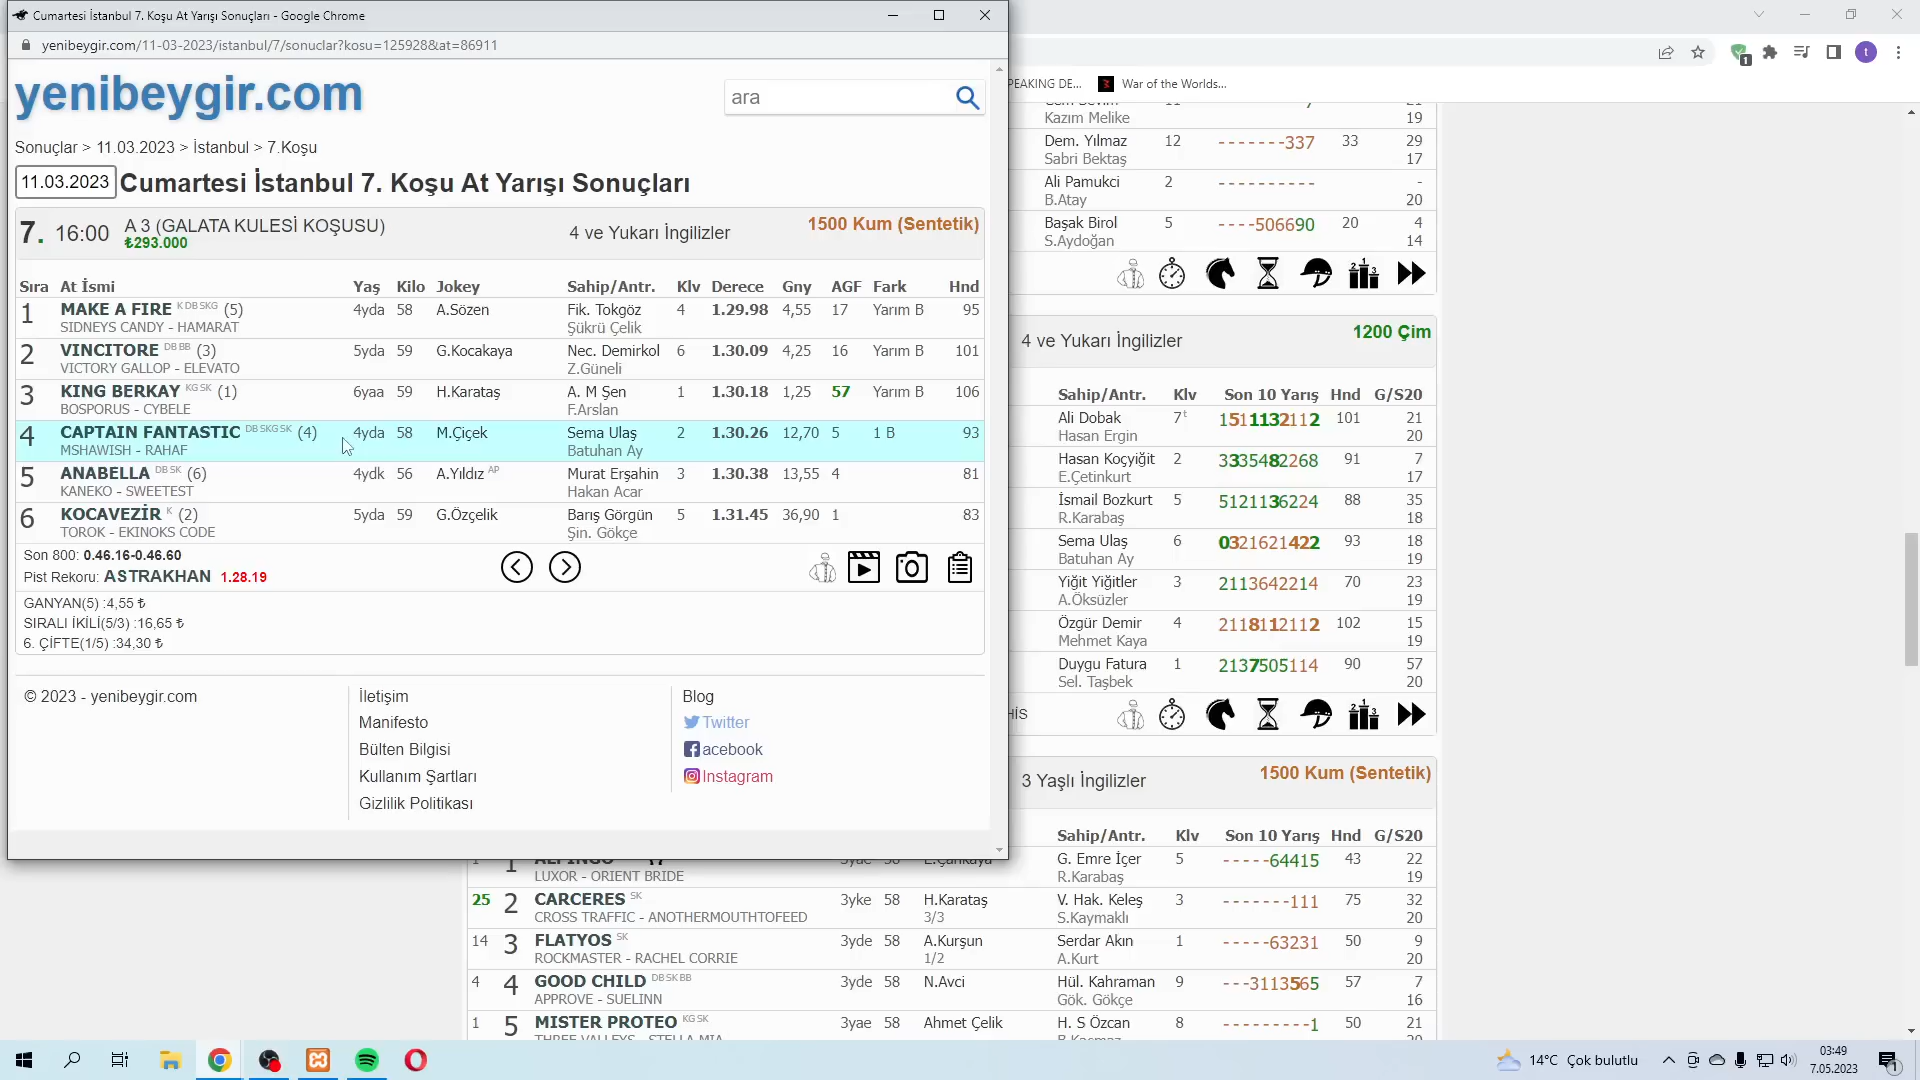 Cumartesi İstanbul 7. Koşu At Yarışı Sonuçları - Google Chrome
yenibeygir.com/11-03-2023/istanbul/7/sonuclar?kosu=125928&at=86911
yenibeygir.com
ara
Sonuçlar > 11.03.2023 > İstanbul > 7.Koşu
11.03.2023 Cumartesi İstanbul 7. Koşu At Yarışı Sonuçları
7. 16:00 A 3 (GALATA KULESİ KOŞUSU) 4 ve Yukarı İngilizler 1500 Kum (Sentetik)
₺293.000
Sıra At İsmi Yaş Kilo Jokey Sahip/Antr. Klv Derece Gny AGF Fark Hnd
1 MAKE A FIRE K DB SKG (5) 4yda 58 A.Sözen Fik. Tokgöz 4 1.29.98 4,55 17 Yarım B 95
SIDNEYS CANDY - HAMARAT Şükrü Çelik
2 VINCITORE DB BB (3) 5yda 59 G.Kocakaya Nec. Demirkol 6 1.30.09 4,25 16 Yarım B 101
VICTORY GALLOP - ELEVATO Z.Güneli
3 KING BERKAY KG SK (1) 6yaa 59 H.Karataş A. M Şen 1 1.30.18 1,25 57 Yarım B 106
BOSPORUS - CYBELE F.Arslan
4 CAPTAIN FANTASTIC DB SKG SK (4) 4yda 58 M.Çiçek Sema Ulaş 2 1.30.26 12,70 5 1 B 93
MSHAWISH - RAHAF Batuhan Ay
5 ANABELLA DB SK (6) 4ydk 56 A.Yıldız AP Murat Erşahin 3 1.30.38 13,55 4 81
KANEKO - SWEETEST Hakan Acar
6 KOCAVEZİR K (2) 5yda 59 G.Özçelik Barış Görgün 5 1.31.45 36,90 1 83
TOROK - EKINOKS CODE Şin. Gökçe
Son 800: 0.46.16-0.46.60
Pist Rekoru: ASTRAKHAN 1.28.19
GANYAN(5) :4,55 ₺
SIRALI İKİLİ(5/3) :16,65 ₺
6. ÇİFTE(1/5) :34,30 ₺
© 2023 - yenibeygir.com
İletişim
Manifesto
Bülten Bilgisi
Kullanım Şartları
Gizlilik Politikası
Blog
Twitter
acebook
Instagram
PEAKING DE... War of the Worlds...
1
t
Kazım Melike 19
Dem. Yılmaz 12 -------337 33 29
Sabri Bektaş 17
Ali Pamukci 2 ---------- -
B.Atay 20
Başak Birol 5 ----506690 20 4
S.Aydoğan 14
4 ve Yukarı İngilizler 1200 Çim
Sahip/Antr. Klv Son 10 Yarış Hnd G/S20
Ali Dobak 7 t 1511132112 101 21
Hasan Ergin 20
Hasan Koçyiğit 2 3335482268 91 7
E.Çetinkurt 17
İsmail Bozkurt 5 5121136224 88 35
R.Karabaş 18
Sema Ulaş 6 0321621422 93 18
Batuhan Ay 19
Yiğit Yiğitler 3 2113642214 70 23
A.Öksüzler 19
Özgür Demir 4 2118112112 102 15
Mehmet Kaya 19
Duygu Fatura 1 2137505114 90 57
Sel. Taşbek 20
HİS
3 Yaşlı İngilizler 1500 Kum (Sentetik)
Sahip/Antr. Klv Son 10 Yarış Hnd G/S20
G. Emre İçer 5 -----64415 43 22
LUXOR - ORIENT BRIDE R.Karabaş 19
25 2 CARCERES SK 3yke 58 H.Karataş V. Hak. Keleş 3 -------111 75 32
CROSS TRAFFIC - ANOTHERMOUTHTOFEED 3/3 S.Kaymaklı 20
14 3 FLATYOS SK 3yde 58 A.Kurşun Serdar Akın 1 -----63231 50 9
ROCKMASTER - RACHEL CORRIE 1/2 A.Kurt 20
4 4 GOOD CHILD DB SK BB 3yde 58 N.Avci Hül. Kahraman 9 ---3113565 57 7
APPROVE - SUELINN Gök. Gökçe 16
1 5 MISTER PROTEO KG SK 3yae 58 Ahmet Çelik H. S Özcan 8 ---------1 50 21
14°C Çok bulutlu
03:49
7.05.2023
1